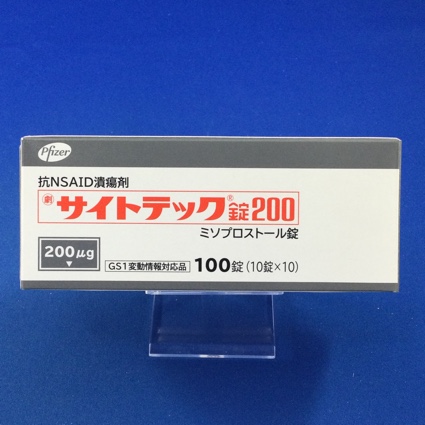 Pfizer
抗NSAID潰瘍剤
劇 サイトテック®錠200
ミソプロストール錠
200μg
GS1変動情報対応品 100錠(10錠×10)